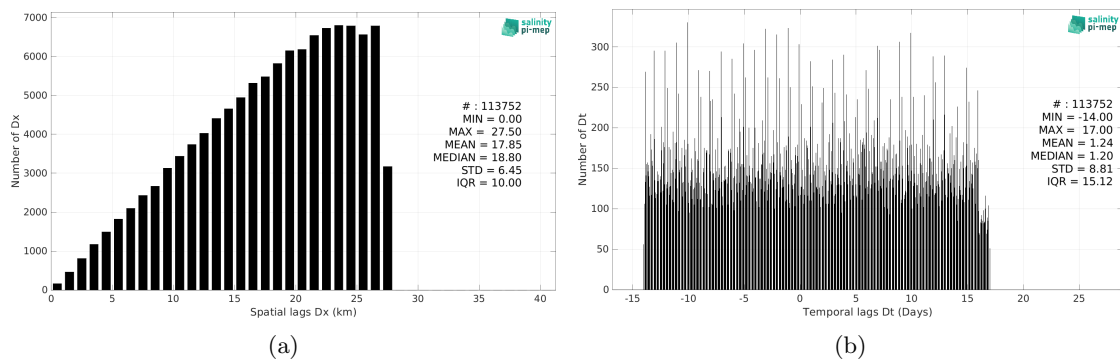 7000
6000
5000
4000
3000
2000
1000
0
Number of Dx
salinity
pi-mep
# : 113752
MIN = 0.00
MAX = 27.50
MEAN = 17.85
MEDIAN = 18.80
STD = 6.45
IQR = 10.00
0 5 10 15 20 25 30 35 40
Spatial lags Dx (km)
(a)
300
250
200
150
100
50
0
Number of Dt
salinity
pi-mep
# : 113752
MIN = -14.00
MAX = 17.00
MEAN = 1.24
MEDIAN = 1.20
STD = 8.81
IQR = 15.12
-15 -10 -5 0 5 10 15 20 25
Temporal lags Dt (Days)
(b)